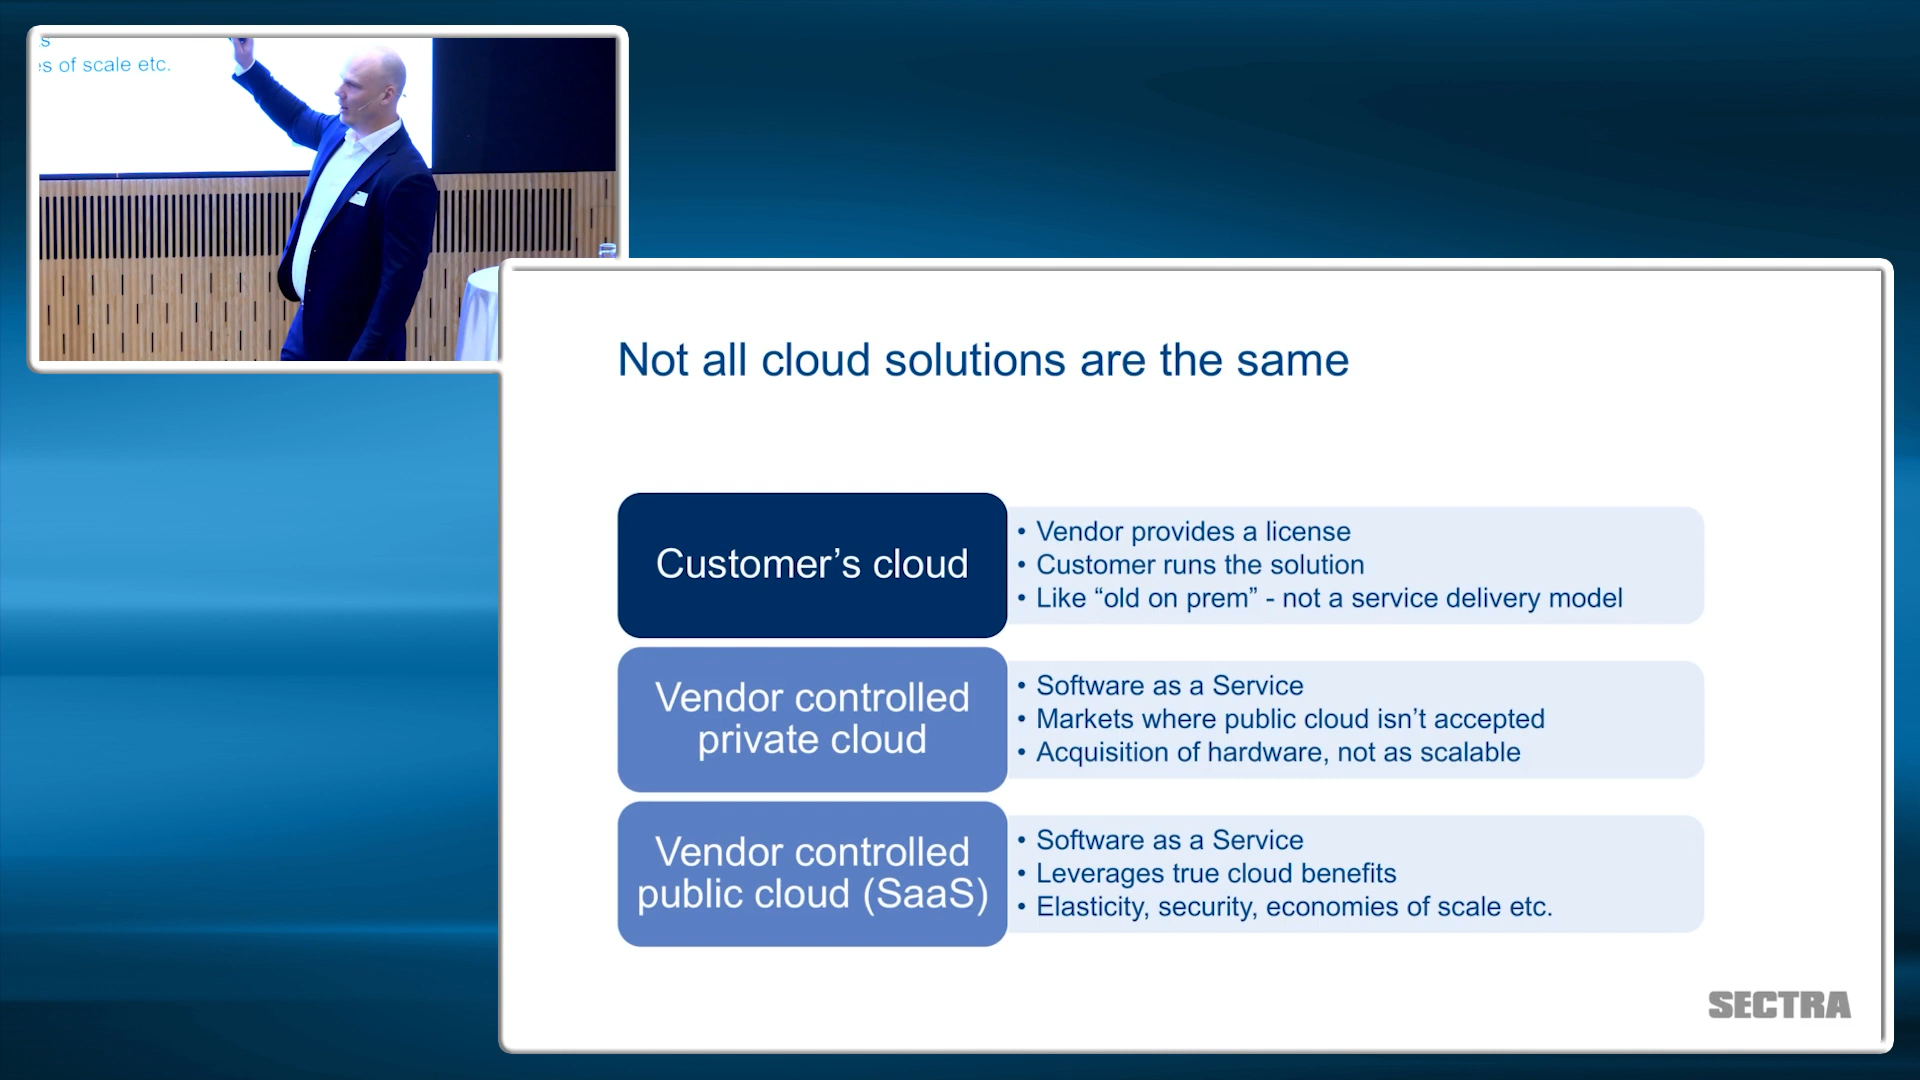 es of scale etc.
Not all cloud solutions are the same
Customer’s cloud
• Vendor provides a license
• Customer runs the solution
• Like “old on prem” - not a service delivery model
Vendor controlled
private cloud
• Software as a Service
• Markets where public cloud isn’t accepted
• Acquisition of hardware, not as scalable
Vendor controlled
public cloud (SaaS)
• Software as a Service
• Leverages true cloud benefits
• Elasticity, security, economies of scale etc.
SECTRA